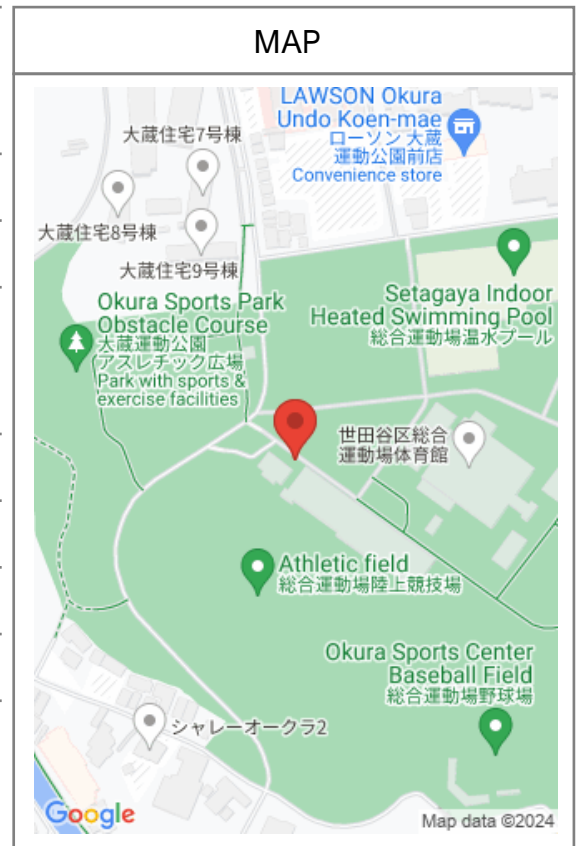 MAP
LAWSON Okura
Undo Koen-mae
ローソン 大蔵
運動公園前店
Convenience store
大蔵住宅7号棟
大蔵住宅8号棟
大蔵住宅9号棟
Setagaya Indoor
Heated Swimming Pool
総合運動場温水プール
Okura Sports Park
Obstacle Course
大蔵運動公園
アスレチック広場
Park with sports &
exercise facilities
世田谷区総合
運動場体育館
Athletic field
総合運動場陸上競技場
Okura Sports Center
Baseball Field
総合運動場野球場
シャレーオークラ2
Google
Map data ©2024